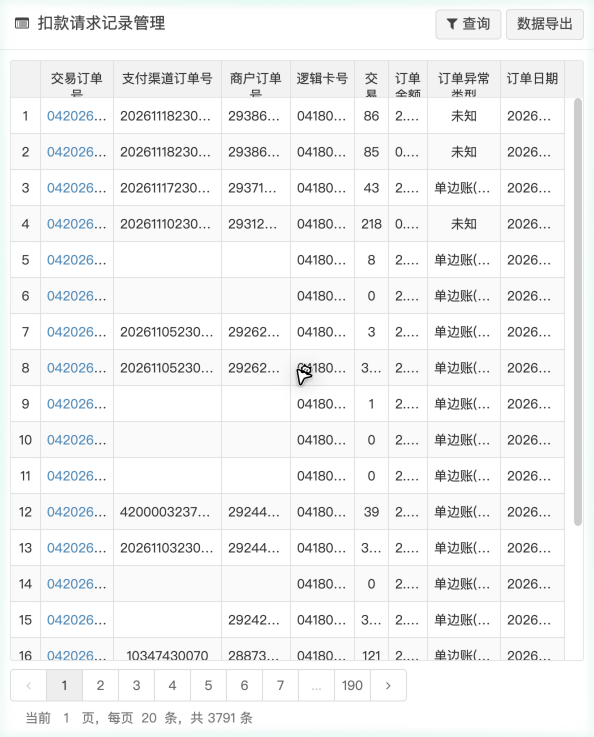 扣款请求记录管理 查询 数据导出
交易订单号 支付渠道订单号 商户订单号 逻辑卡号 交易 订单金额 订单异常类型 订单日期
1 042026... 20261118230... 29386... 04180... 86 2.... 未知 2026...
2 042026... 20261118230... 29386... 04180... 85 0.... 未知 2026...
3 042026... 20261117230... 29371... 04180... 43 2.... 单边账(... 2026...
4 042026... 20261110230... 29312... 04180... 218 0.... 未知 2026...
5 042026... 04180... 8 2.... 单边账(... 2026...
6 042026... 04180... 0 2.... 单边账(... 2026...
7 042026... 20261105230... 29262... 04180... 3 2.... 单边账(... 2026...
8 042026... 20261105230... 29262... 04180... 3... 2.... 单边账(... 2026...
9 042026... 04180... 1 2.... 单边账(... 2026...
10 042026... 04180... 0 2.... 单边账(... 2026...
11 042026... 04180... 0 2.... 单边账(... 2026...
12 042026... 4200003237... 29244... 04180... 39 2.... 单边账(... 2026...
13 042026... 20261103230... 29244... 04180... 3... 2.... 单边账(... 2026...
14 042026... 04180... 0 2.... 单边账(... 2026...
15 042026... 29242... 04180... 3... 2.... 单边账(... 2026...
16 042026... 10347430070 28873... 04180... 121 2.... 单边账(... 2026...
‹ 1 2 3 4 5 6 7 ... 190 ›
当前 1 页，每页 20 条，共 3791 条